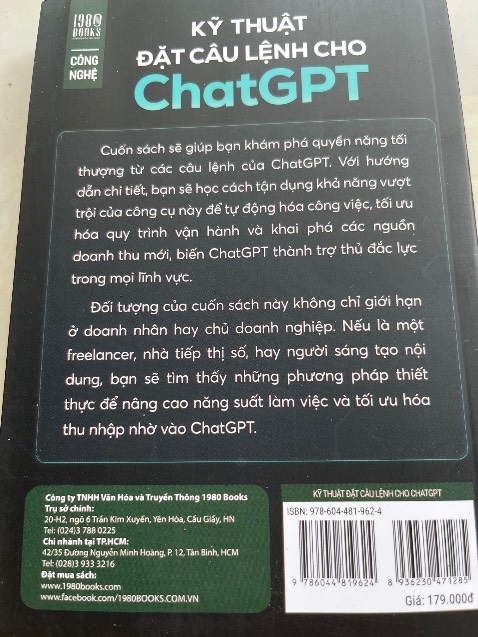 1980
BOOKS
CÔNG
NGHỆ
KỸ THUẬT
ĐẶT CÂU LỆNH CHO
ChatGPT
Cuốn sách sẽ giúp bạn khám phá quyền năng tối
thượng từ các câu lệnh của ChatGPT. Với hướng
dẫn chi tiết, bạn sẽ học cách tận dụng khả năng vượt
trội của công cụ này để tự động hóa công việc, tối ưu
hóa quy trình vận hành và khai phá các nguồn
doanh thu mới, biến ChatGPT thành trợ thủ đắc lực
trong mọi lĩnh vực.
Đối tượng của cuốn sách này không chỉ giới hạn
ở doanh nhân hay chủ doanh nghiệp. Nếu là một
freelancer, nhà tiếp thị số, hay người sáng tạo nội
dung, bạn sẽ tìm thấy những phương pháp thiết
thực để nâng cao năng suất làm việc và tối ưu hóa
thu nhập nhờ vào ChatGPT.
Công ty TNHH Văn Hóa và Truyền Thông 1980 Books
Trụ sở chính:
20-H2, ngõ 6 Trần Kim Xuyến, Yên Hòa, Cầu Giấy, HN
Tel: (024)3 788 0225
Chi nhánh tại TP.HCM:
42/35 Đường Nguyễn Minh Hoàng, P. 12, Tân Bình, HCM
Tel: (028)3 933 3216
Đặt mua sách:
www.1980books.com
www.facebook.com/1980BOOKS.COM.VN
KỸ THUẬT ĐẶT CÂU LỆNH CHO CHATGPT
ISBN: 978-604-481-962-4
9 786044 819624
8 936230 471285
Giá: 179.000đ